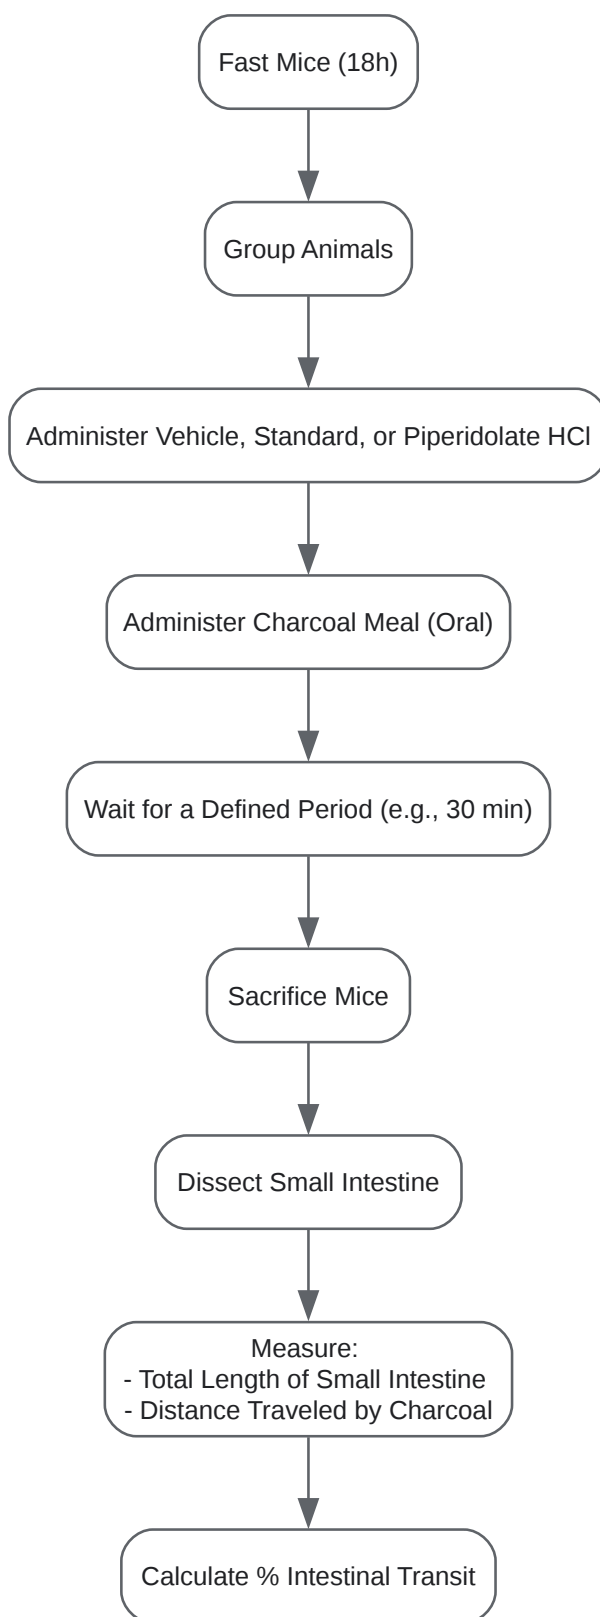 Fast Mice (18h)
Group Animals
Administer Vehicle, Standard, or Piperidolate HCl
Administer Charcoal Meal (Oral)
Wait for a Defined Period (e.g., 30 min)
Sacrifice Mice
Dissect Small Intestine
Measure:
- Total Length of Small Intestine
- Distance Traveled by Charcoal
Calculate % Intestinal Transit